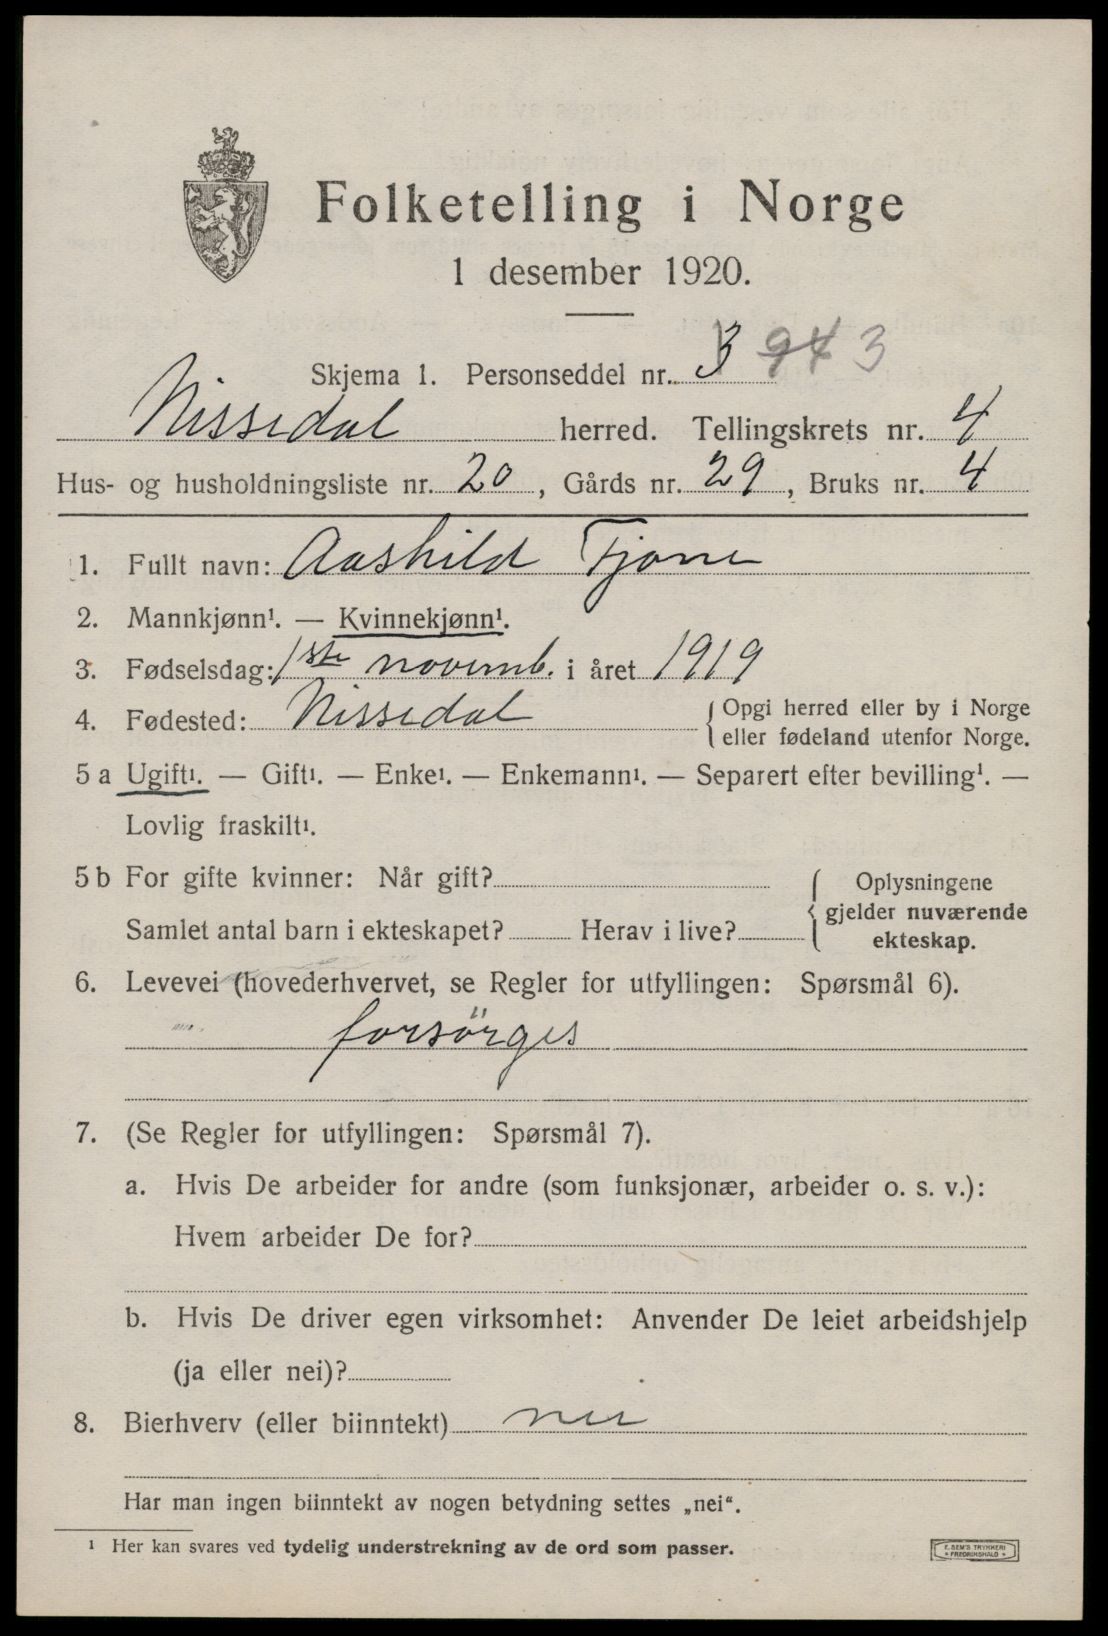 Folketelling i Norge
1 desember 1920.
Skjema 1. Personseddel nr. 3 3
Nissedal herred. Tellingskrets nr. 4
Hus- og husholdningsliste nr. 20, Gårds nr. 29, Bruks nr. 4
1. Fullt navn: Aashild Tjønn
2. Mannkjønn¹. — Kvinnekjønn¹.
3. Fødselsdag: 1ste novemb. i året 1919
4. Fødested: Nissedal { Opgi herred eller by i Norge
eller fødeland utenfor Norge.
5 a Ugift¹. — Gift¹. — Enke¹. — Enkemann¹. — Separert efter bevilling¹. —
Lovlig fraskilt¹.
5 b For gifte kvinner: Når gift? { Oplysningene
gjelder nuværende
Samlet antal barn i ekteskapet? Herav i live?
ekteskap.
6. Levevei (hovederhvervet, se Regler for utfyllingen: Spørsmål 6).
forsörges
7. (Se Regler for utfyllingen: Spørsmål 7).
a. Hvis De arbeider for andre (som funksjonær, arbeider o. s. v.):
Hvem arbeider De for?
b. Hvis De driver egen virksomhet: Anvender De leiet arbeidshjelp
(ja eller nei)?
8. Bierhverv (eller biinntekt) nei
Har man ingen biinntekt av nogen betydning settes „nei“.
¹ Her kan svares ved tydelig understrekning av de ord som passer.
E. SEM'S TRYKKERI
* FREDRIKSHALD *